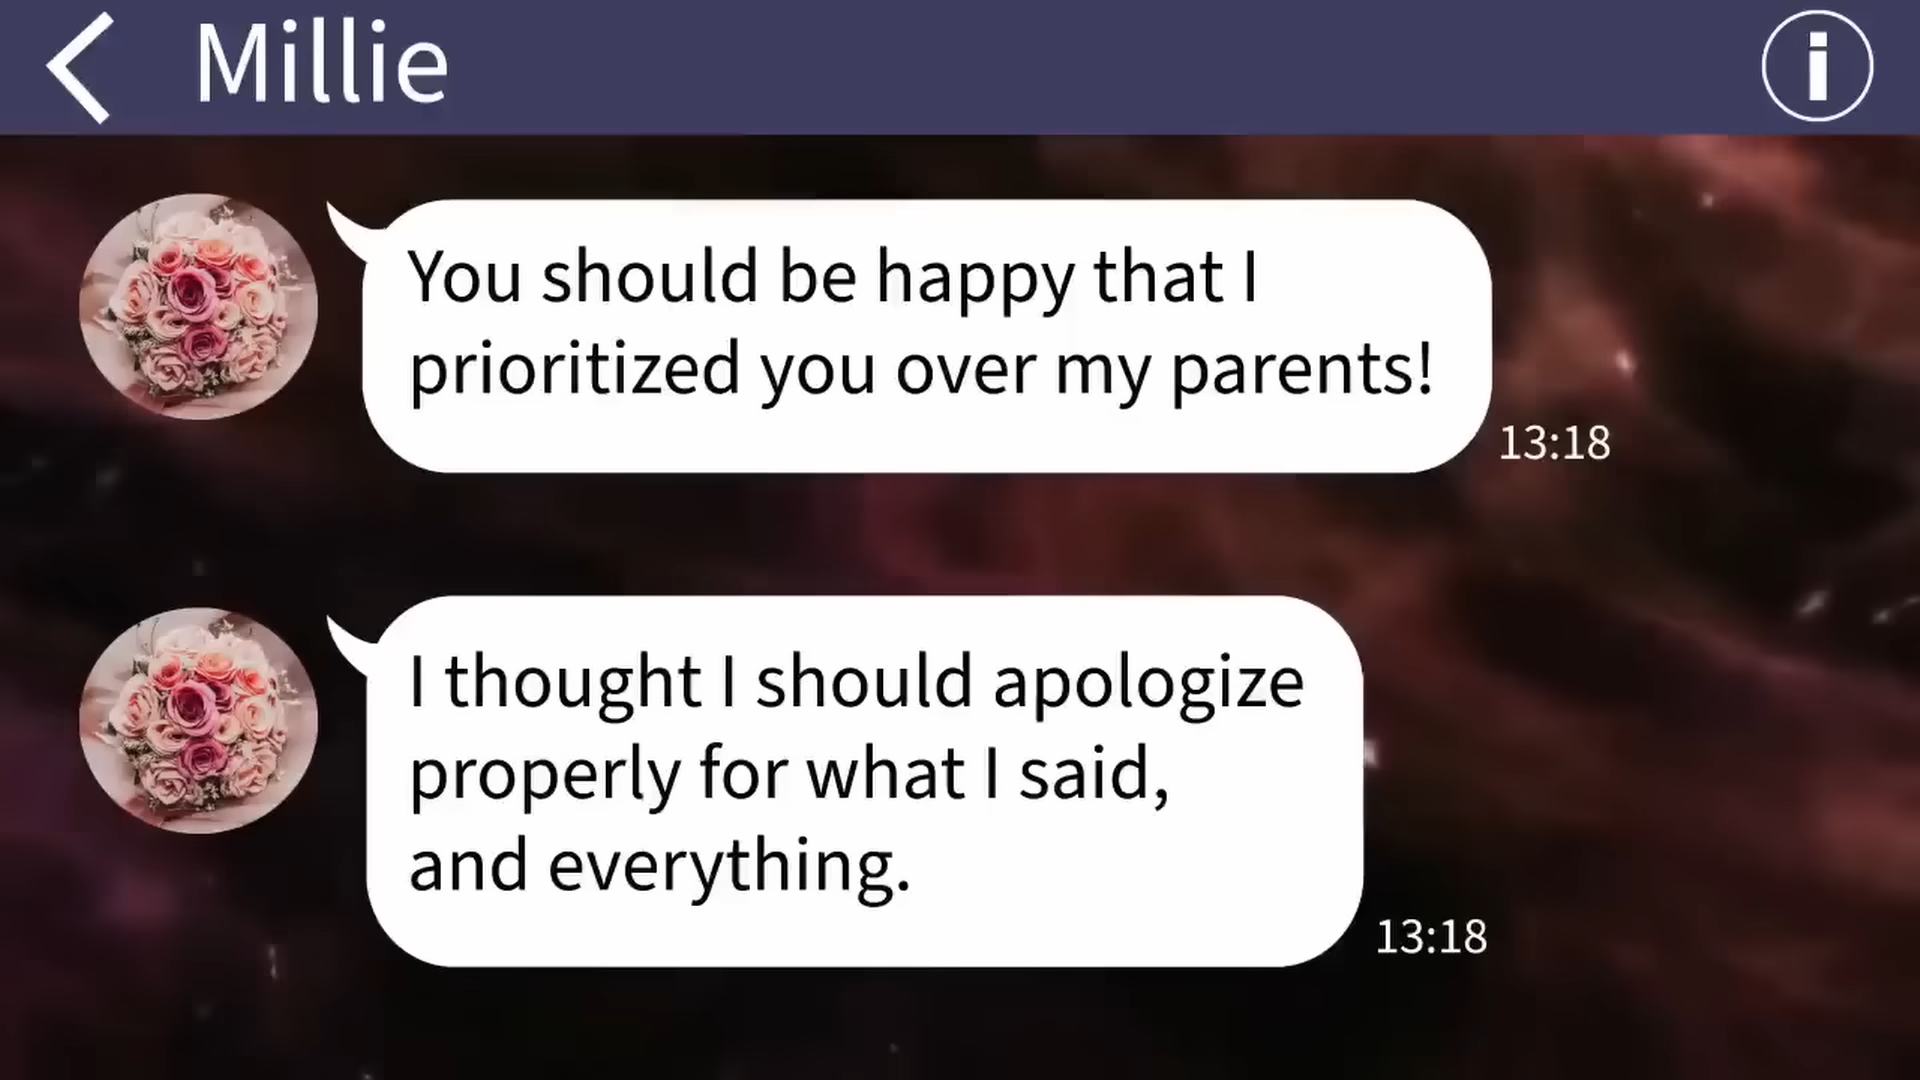 Millie
You should be happy that I
prioritized you over my parents!
13:18
I thought I should apologize
properly for what I said,
and everything.
13:18